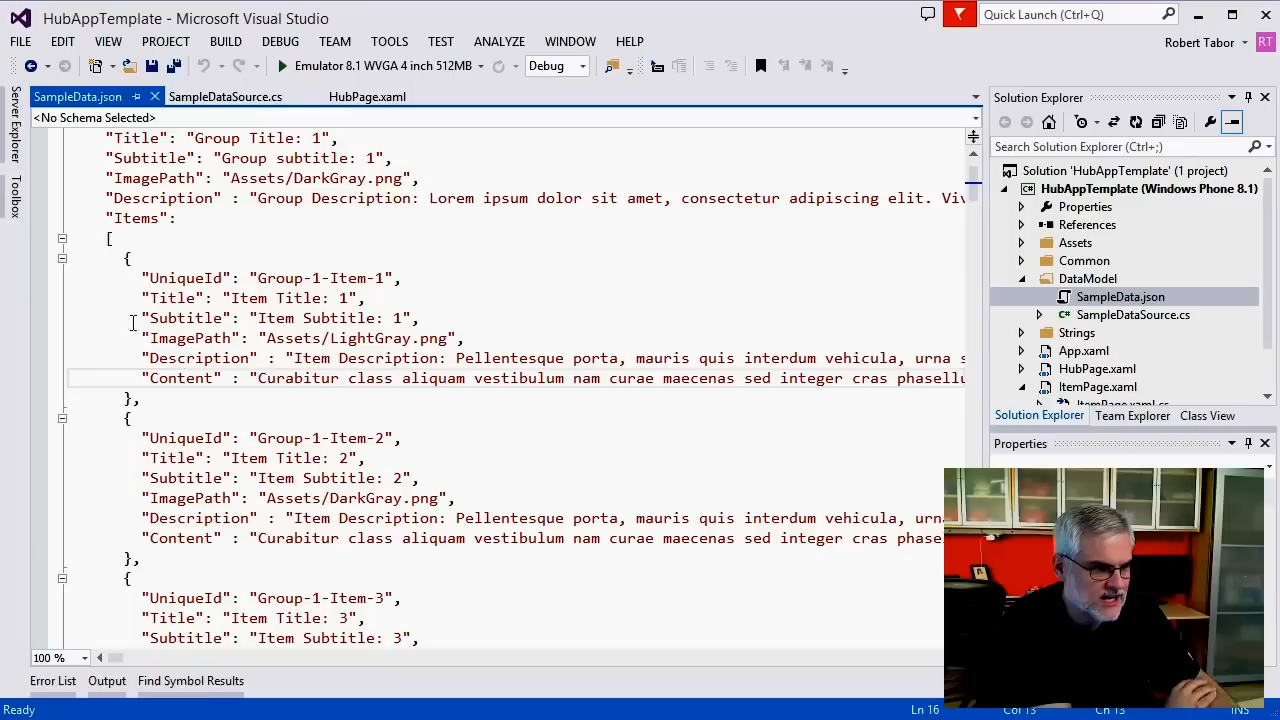 HubAppTemplate - Microsoft Visual Studio
Quick Launch (Ctrl+Q)
FILE EDIT VIEW PROJECT BUILD DEBUG TEAM TOOLS TEST ANALYZE WINDOW HELP
Robert Tabor RT
Emulator 8.1 WVGA 4 inch 512MB Debug
SampleData.json SampleDataSource.cs HubPage.xaml
<No Schema Selected>
"Title": "Group Title: 1",
"Subtitle": "Group subtitle: 1",
"ImagePath": "Assets/DarkGray.png",
"Description" : "Group Description: Lorem ipsum dolor sit amet, consectetur adipiscing elit. Viv
"Items":
[
{
"UniqueId": "Group-1-Item-1",
"Title": "Item Title: 1",
"Subtitle": "Item Subtitle: 1",
"ImagePath": "Assets/LightGray.png",
"Description" : "Item Description: Pellentesque porta, mauris quis interdum vehicula, urna s
"Content" : "Curabitur class aliquam vestibulum nam curae maecenas sed integer cras phasellu
},
{
"UniqueId": "Group-1-Item-2",
"Title": "Item Title: 2",
"Subtitle": "Item Subtitle: 2",
"ImagePath": "Assets/DarkGray.png",
"Description" : "Item Description: Pellentesque porta, mauris quis interdum vehicula, urna
"Content" : "Curabitur class aliquam vestibulum nam curae maecenas sed integer cras phase
},
{
"UniqueId": "Group-1-Item-3",
"Title": "Item Title: 3",
"Subtitle": "Item Subtitle: 3",
100 %
Error List Output Find Symbol Results
Ready Ln 16 Col 13 Ch 13 INS
Server Explorer
Toolbox
Solution Explorer
Search Solution Explorer (Ctrl+;)
Solution 'HubAppTemplate' (1 project)
HubAppTemplate (Windows Phone 8.1)
Properties
References
Assets
Common
DataModel
SampleData.json
SampleDataSource.cs
Strings
App.xaml
HubPage.xaml
ItemPage.xaml
ItemPage.xaml.cs
Solution Explorer Team Explorer Class View
Properties